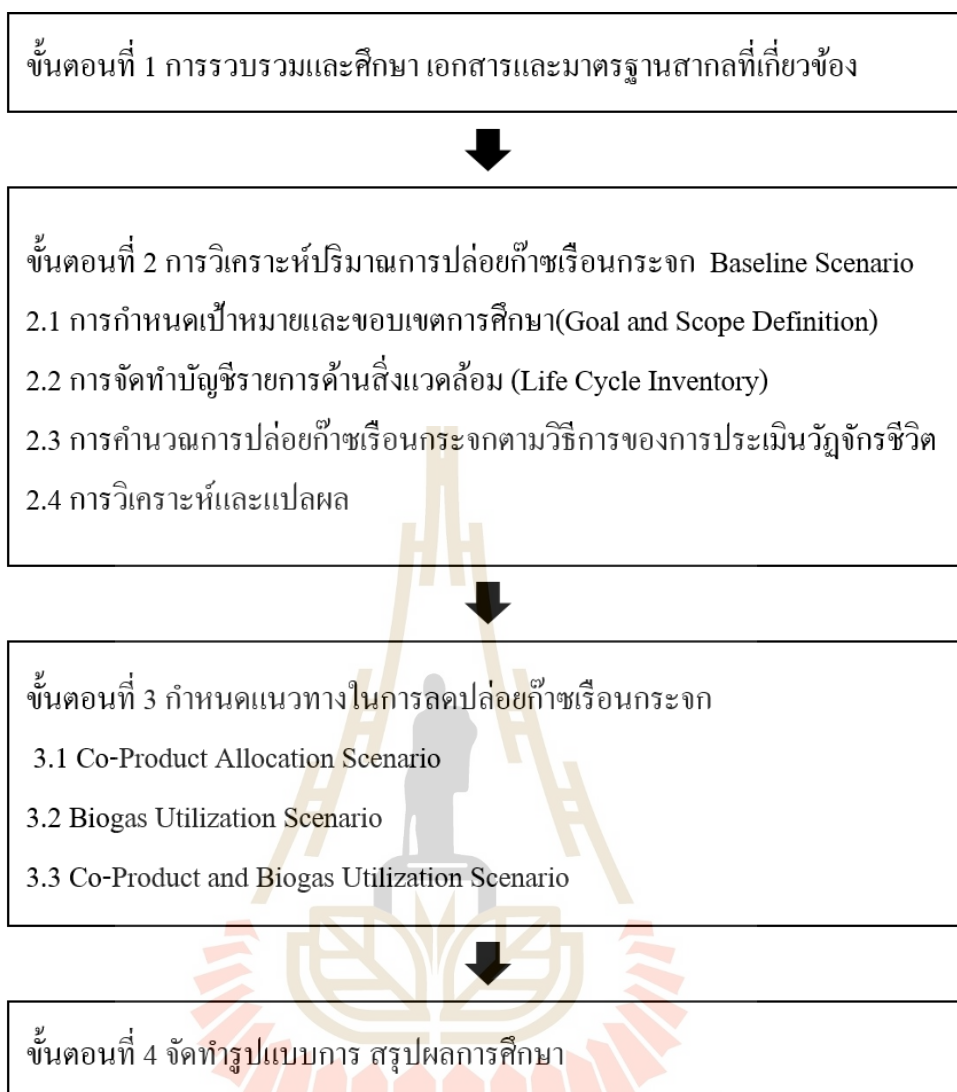 ขั้นตอนที่ 1 การรวบรวมและศึกษา เอกสารและมาตรฐานสากลที่เกี่ยวข้อง
ขั้นตอนที่ 2 การวิเคราะห์ปริมาณการปล่อยก๊าซเรือนกระจก Baseline Scenario
2.1 การกำหนดเป้าหมายและขอบเขตการศึกษา(Goal and Scope Definition)
2.2 การจัดทำบัญชีรายการด้านสิ่งแวดล้อม (Life Cycle Inventory)
2.3 การคำนวณการปล่อยก๊าซเรือนกระจกตามวิธีการของการประเมินวัฏจักรชีวิต
2.4 การวิเคราะห์และแปลผล
ขั้นตอนที่ 3 กำหนดแนวทางในการลดปล่อยก๊าซเรือนกระจก
3.1 Co-Product Allocation Scenario
3.2 Biogas Utilization Scenario
3.3 Co-Product and Biogas Utilization Scenario
ขั้นตอนที่ 4 จัดทำรูปแบบการ สรุปผลการศึกษา